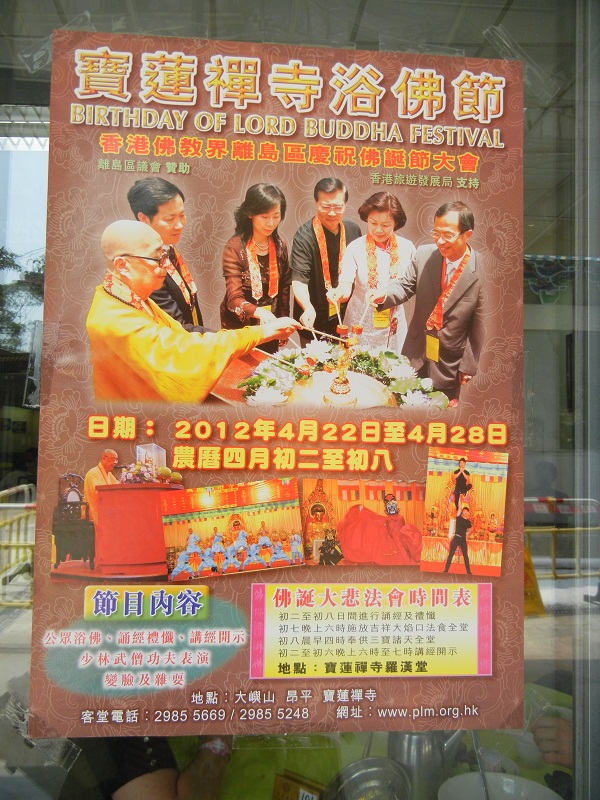 寶蓮禪寺浴佛節
BIRTHDAY OF LORD BUDDHA FESTIVAL
香港佛教界離島區慶祝佛誕節大會
離島區議會 贊助
香港旅遊發展局 支持
日期： 2012年4月22日至4月28日
農曆四月初二至初八
節目內容
公眾浴佛、誦經禮懺、講經開示
少林武僧功夫表演
變臉及雜耍
佛誕大悲法會時間表
初二至初八日間進行誦經及禮懺
初七晚上六時施放吉祥大焰口法食全堂
初八晨早四時奉供三寶諸天全堂
初二至初六晚上六時至七時講經開示
地點：寶蓮禪寺羅漢堂
地點：大嶼山 昂平 寶蓮禪寺
客堂電話：2985 5669 / 2985 5248 網址：www.plm.org.hk